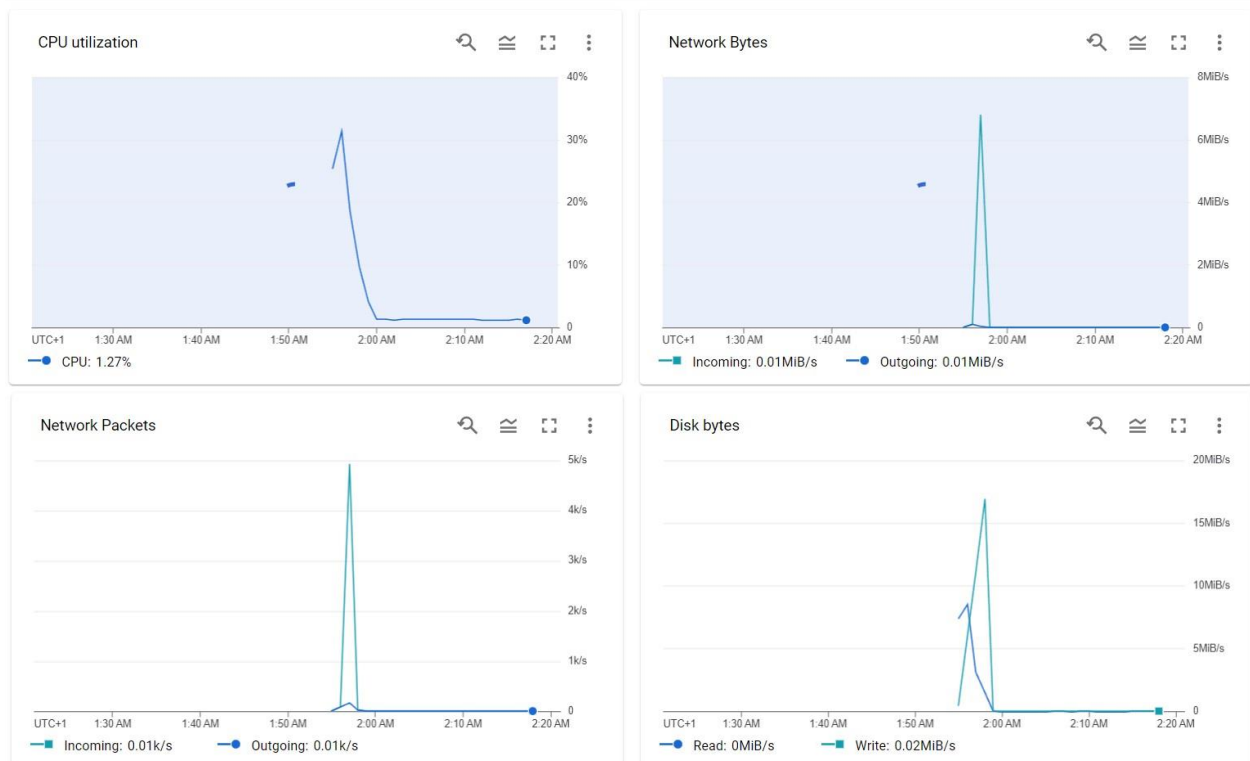 CPU utilization
40%
30%
20%
10%
0
UTC+1 1:30 AM 1:40 AM 1:50 AM 2:00 AM 2:10 AM 2:20 AM
CPU: 1.27%
Network Bytes
8MiB/s
6MiB/s
4MiB/s
2MiB/s
0
UTC+1 1:30 AM 1:40 AM 1:50 AM 2:00 AM 2:10 AM 2:20 AM
Incoming: 0.01MiB/s Outgoing: 0.01MiB/s
Network Packets
5k/s
4k/s
3k/s
2k/s
1k/s
0
UTC+1 1:30 AM 1:40 AM 1:50 AM 2:00 AM 2:10 AM 2:20 AM
Incoming: 0.01k/s Outgoing: 0.01k/s
Disk bytes
20MiB/s
15MiB/s
10MiB/s
5MiB/s
0
UTC+1 1:30 AM 1:40 AM 1:50 AM 2:00 AM 2:10 AM 2:20 AM
Read: 0MiB/s Write: 0.02MiB/s